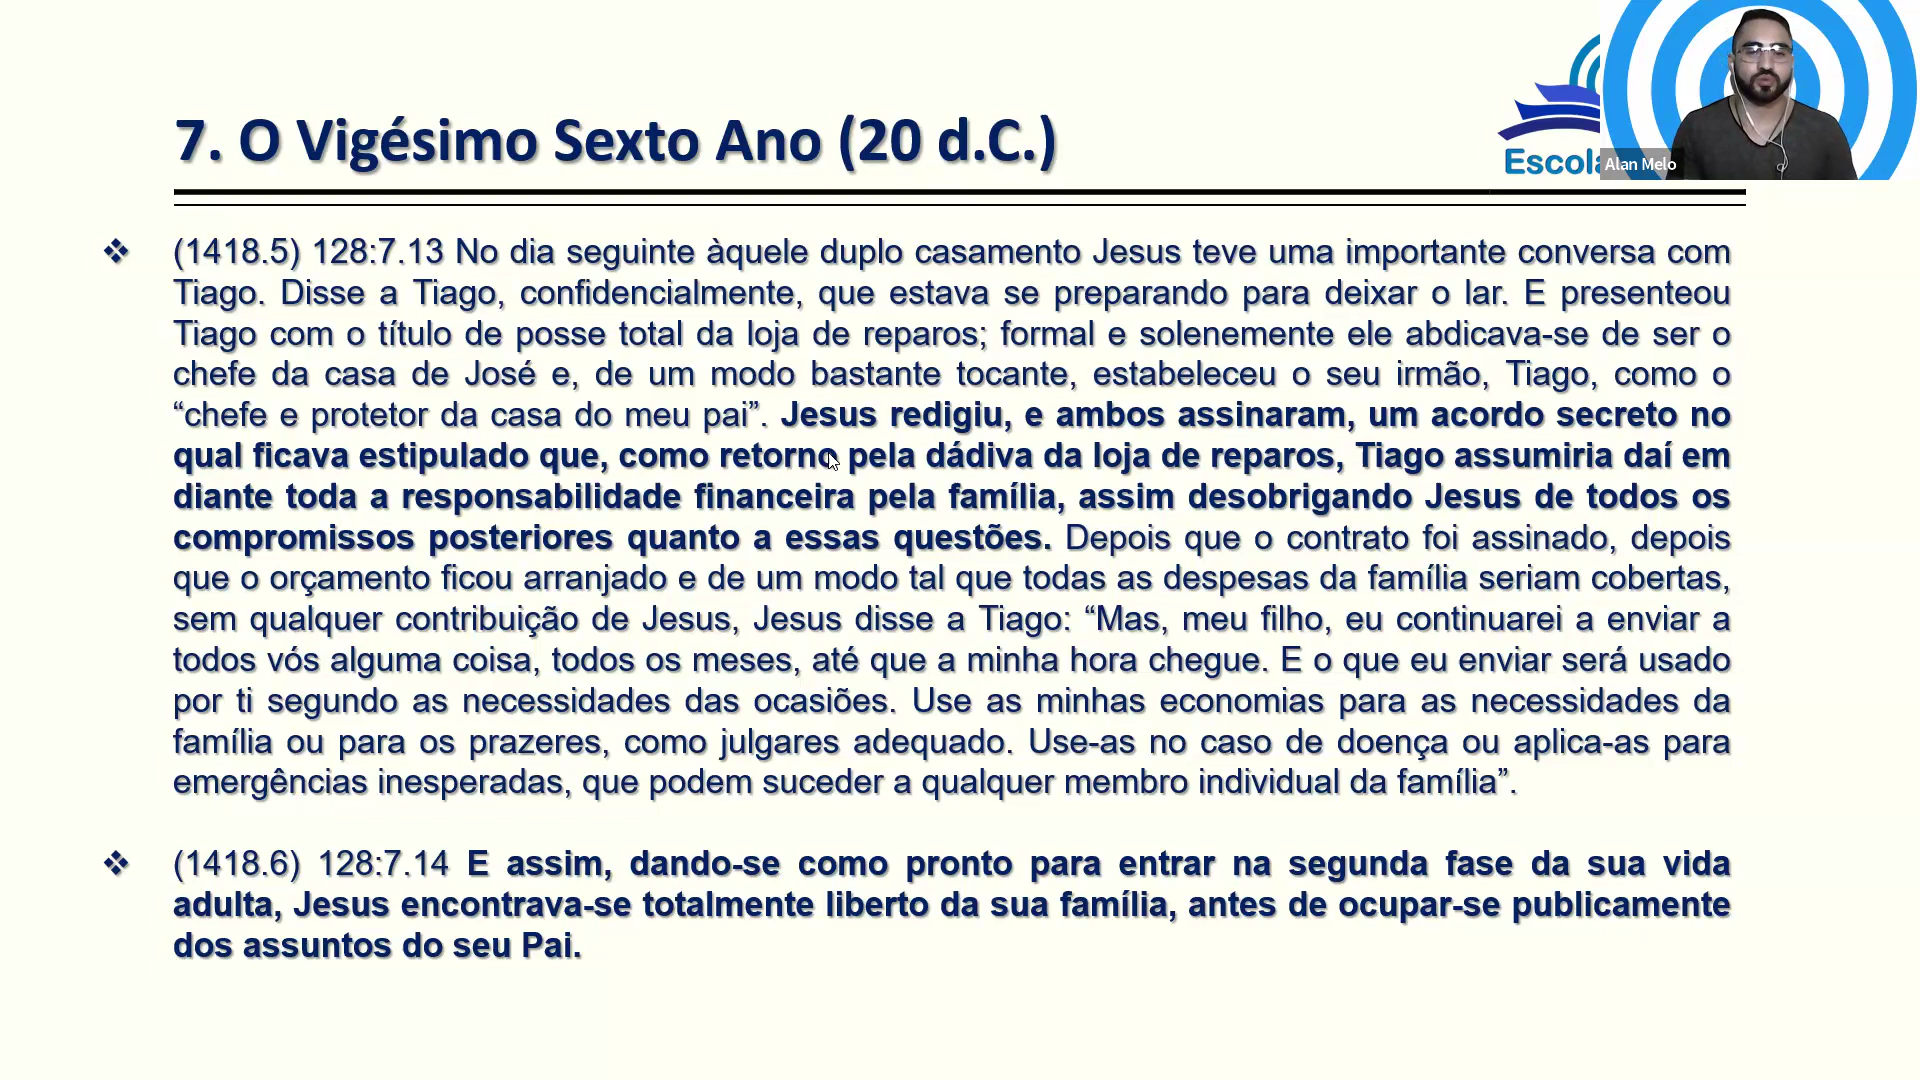 7. O Vigésimo Sexto Ano (20 d.C.)
Escola
Alan Melo
(1418.5) 128:7.13 No dia seguinte àquele duplo casamento Jesus teve uma importante conversa com
Tiago. Disse a Tiago, confidencialmente, que estava se preparando para deixar o lar. E presenteou
Tiago com o título de posse total da loja de reparos; formal e solenemente ele abdicava-se de ser o
chefe da casa de José e, de um modo bastante tocante, estabeleceu o seu irmão, Tiago, como o
“chefe e protetor da casa do meu pai”. Jesus redigiu, e ambos assinaram, um acordo secreto no
qual ficava estipulado que, como retorno pela dádiva da loja de reparos, Tiago assumiria daí em
diante toda a responsabilidade financeira pela família, assim desobrigando Jesus de todos os
compromissos posteriores quanto a essas questões. Depois que o contrato foi assinado, depois
que o orçamento ficou arranjado e de um modo tal que todas as despesas da família seriam cobertas,
sem qualquer contribuição de Jesus, Jesus disse a Tiago: “Mas, meu filho, eu continuarei a enviar a
todos vós alguma coisa, todos os meses, até que a minha hora chegue. E o que eu enviar será usado
por ti segundo as necessidades das ocasiões. Use as minhas economias para as necessidades da
família ou para os prazeres, como julgares adequado. Use-as no caso de doença ou aplica-as para
emergências inesperadas, que podem suceder a qualquer membro individual da família”.
(1418.6) 128:7.14 E assim, dando-se como pronto para entrar na segunda fase da sua vida
adulta, Jesus encontrava-se totalmente liberto da sua família, antes de ocupar-se publicamente
dos assuntos do seu Pai.